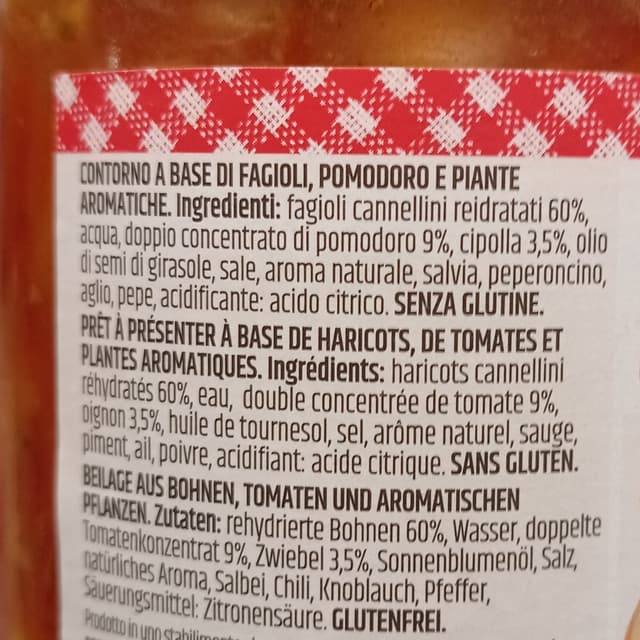 CONTORNO A BASE DI FAGIOLI, POMODORO E PIANTE
AROMATICHE. Ingredienti: fagioli cannellini reidratati 60%,
acqua, doppio concentrato di pomodoro 9%, cipolla 3,5%, olio
di semi di girasole, sale, aroma naturale, salvia, peperoncino,
aglio, pepe, acidificante: acido citrico. SENZA GLUTINE.
PRÊT À PRÉSENTER À BASE DE HARICOTS, DE TOMATES ET
PLANTES AROMATIQUES. Ingrédients: haricots cannellini
réhydratés 60%, eau, double concentrée de tomate 9%,
oignon 3,5%, huile de tournesol, sel, arôme naturel, sauge,
piment, ail, poivre, acidifiant: acide citrique. SANS GLUTEN.
BEILAGE AUS BOHNEN, TOMATEN UND AROMATISCHEN
PFLANZEN. Zutaten: rehydrierte Bohnen 60%, Wasser, doppelte
Tomatenkonzentrat 9%, Zwiebel 3,5%, Sonnenblumenöl, Salz,
natürliches Aroma, Salbei, Chili, Knoblauch, Pfeffer,
Säuerungsmittel: Zitronensäure. GLUTENFREI.
Prodotto in uno